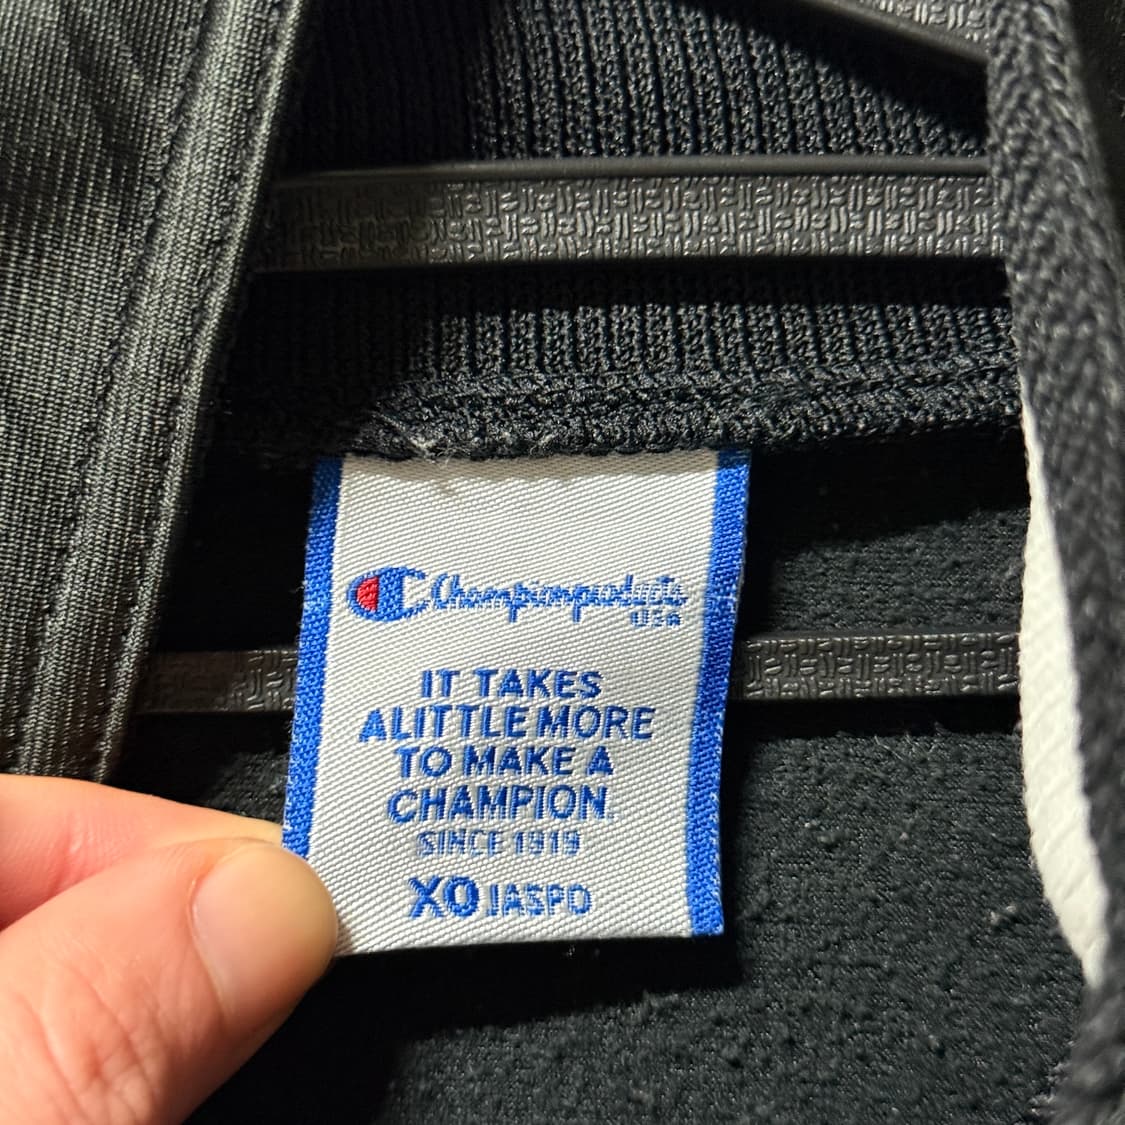 Championproducts
USA
IT TAKES
ALITTLE MORE
TO MAKE A
CHAMPION.
SINCE 1919
XO JASPO